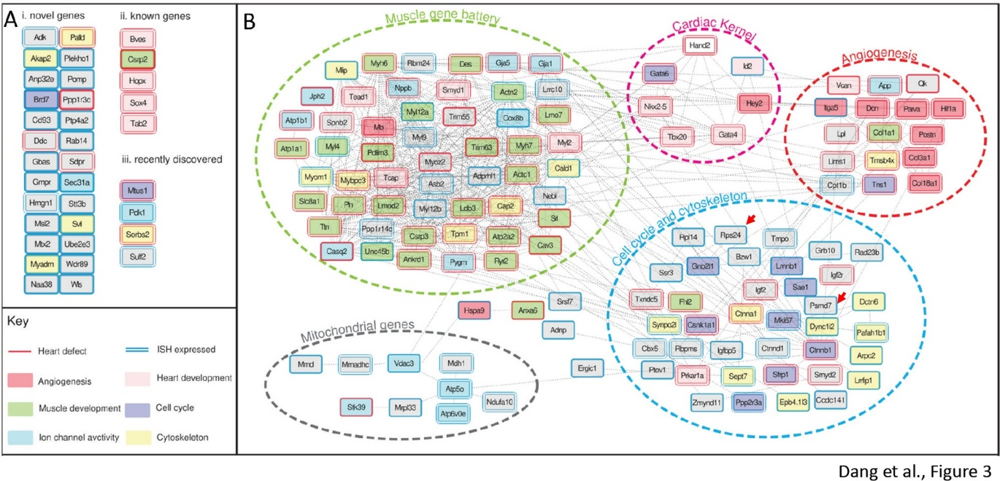 A
i. novel genes
ii. known genes
Adk Palld
Akap2 Plekho1
Anp32e Pomp
Brd7 Ppp1r3c
Cd93 Ptp4a2
Ddc Rab14
Gbas Sdpr
Gmpr Sec31a
Hmgn1 Stt3b
Msi2 Svl
Mtx2 Ube2e3
Myadm Wdr89
Naa38 Wls
Bves
Csrp2
Hopx
Sox4
Tab2
iii. recently discovered
Mtus1
Pdk1
Sorbs2
Sulf2
Key
Heart defect
ISH expressed
Angiogenesis
Heart development
Muscle development
Cell cycle
Ion channel avctivity
Cytoskeleton
B
Muscle gene battery
Mlip Myh6 Rbm24 Des Gja5 Gja1
Jph2 Tead1 Nppb Smyd1 Actn2 Lrrc10
Atp1b1 Spnb2 Myl12a Trim55 Cox8b Lmo7
Mb
Atp1a1 Myl4 Pdlim3 Myl9 Trim63 Myh7 Myl2
Myoz2
Myom1 Mybpc3 Tcap Asb2 Adprhl1 Actc1 Cald1
Nebl
Slc8a1 Pln Lmod2 Myl12b Ldb3 Cap2
Srl
Ttn Ppp1r14c Csrp3 Tpm1 Atp2a2 Cav3
Casq2 Unc45b Ankrd1 Pygm Ryr2
Cardiac Kernel
Hand2
Gata6 Id2
Nkx2-5 Hey2
Tbx20 Gata4
Angiogenesis
Vcan App Qk
Itga5 Dcn Parva Hif1a
Lpl Col1a1 Postn
Lims1 Tmsb4x Col3a1
Cpt1b Tns1 Col18a1
Cell cycle and cytoskeleton
Rpl14 Rps24 Tmpo
Bzw1 Grb10 Rad23b
Ssr3 Gnb2l1 Lmnb1 Igf2r
Igf2 Sae1
Txndc5 Fhl2 Psmd7 Dctn6
Ctnna1
Synpo2l Csnk1a1 Mki67 Dync1i2 Pafah1b1
Cbx5 Rbpms Igfbp5 Ctnnd1 Ctnnb1 Arpc2
Ptov1 Prkar1a Sept7 Sfrp1 Smyd2 Lrrfip1
Zmynd11 Ppp2r3a Epb4.1l3 Ccdc141
Hspa9 Anxa6 Srsf7
Adnp
Ergic1
Mitochondrial genes
Mmd Mmadhc Vdac3 Mdh1
Atp5o
Stk39 Mrpl33 Ndufa10
Atp6v0e
Dang et al., Figure 3